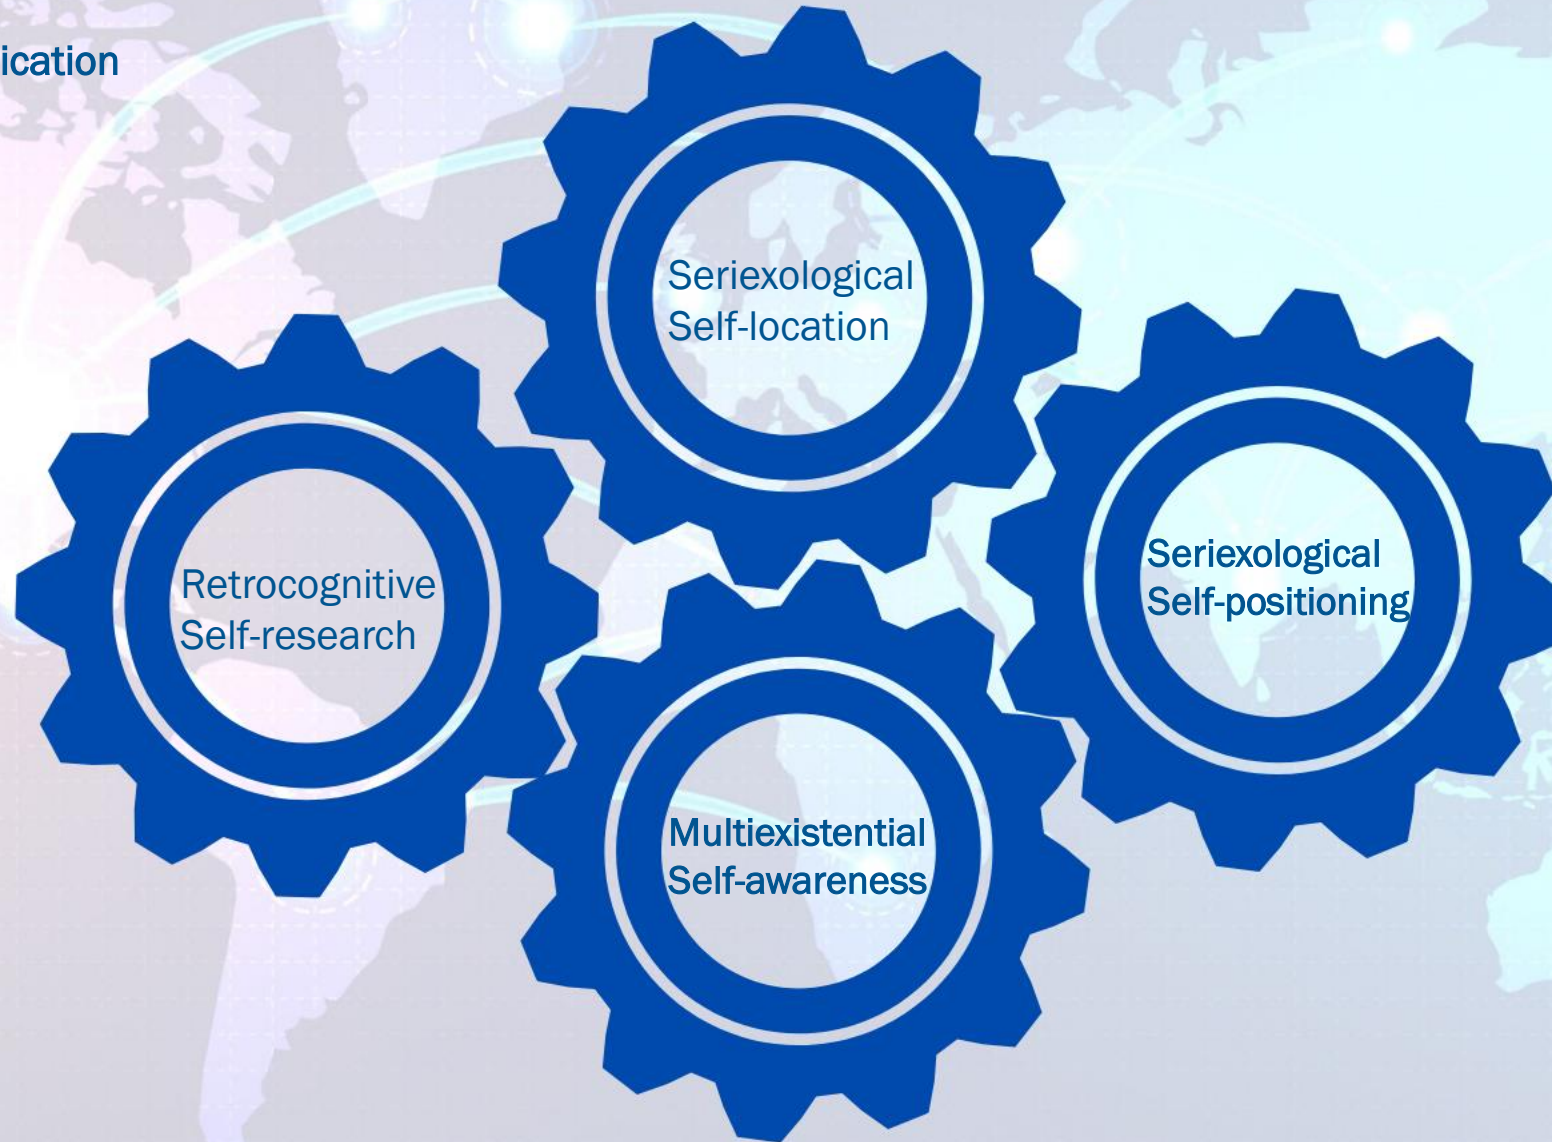 ication
Seriexological
Self-location
Retrocognitive
Self-research
Seriexological
Self-positioning
Multiexistential
Self-awareness